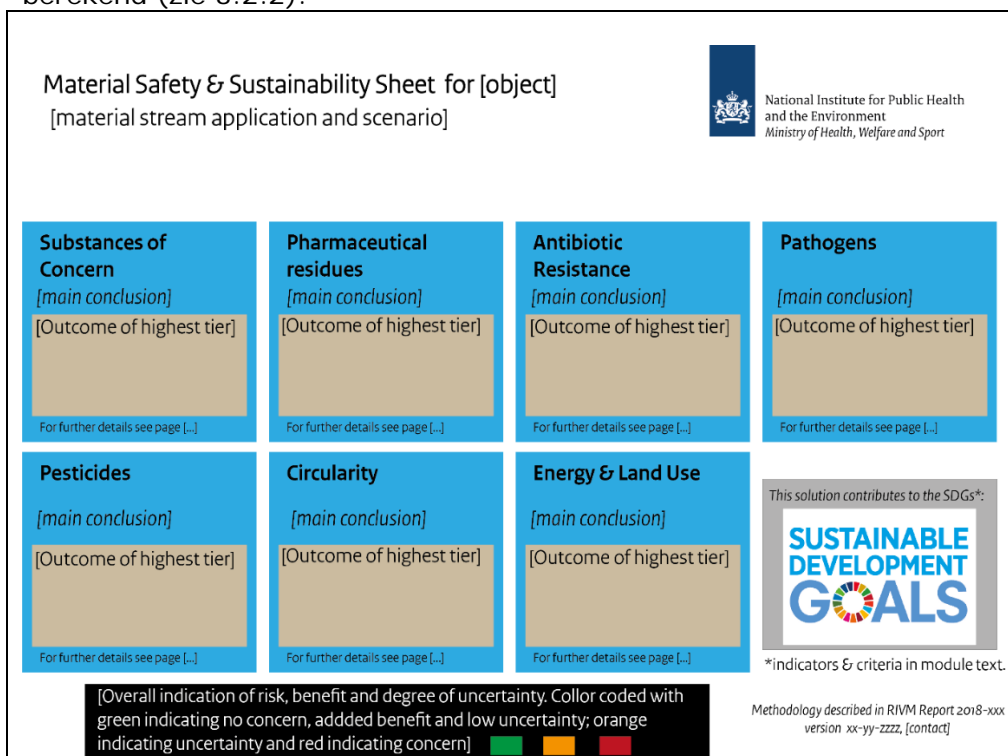 berekend (zie 3.2.2).
Material Safety & Sustainability Sheet for [object]
[material stream application and scenario]
National Institute for Public Health
and the Environment
Ministry of Health, Welfare and Sport
Substances of
Concern
[main conclusion]
[Outcome of highest tier]
For further details see page [...]
Pharmaceutical
residues
[main conclusion]
[Outcome of highest tier]
For further details see page [...]
Antibiotic
Resistance
[main conclusion]
[Outcome of highest tier]
For further details see page [...]
Pathogens
[main conclusion]
[Outcome of highest tier]
For further details see page [...]
Pesticides
[main conclusion]
[Outcome of highest tier]
For further details see page [...]
Circularity
[main conclusion]
[Outcome of highest tier]
For further details see page [...]
Energy & Land Use
[main conclusion]
[Outcome of highest tier]
For further details see page [...]
This solution contributes to the SDGs*:
SUSTAINABLE
DEVELOPMENT
GOALS
*indicators & criteria in module text.
[Overall indication of risk, benefit and degree of uncertainty. Collor coded with
green indicating no concern, addded benefit and low uncertainty; orange
indicating uncertainty and red indicating concern]
Methodology described in RIVM Report 2018-xxx
version xx-yy-zzzz, [contact]